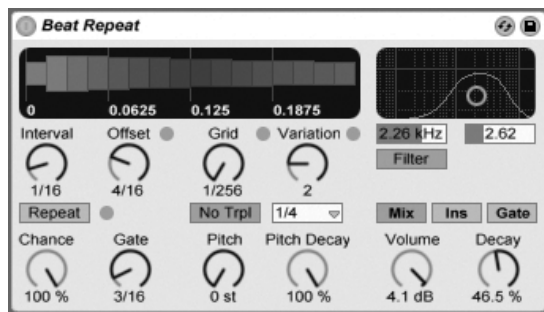 Beat Repeat
0 0.0625 0.125 0.1875
2.26 kHz 2.62
Filter
Interval Offset Grid Variation
1/16 4/16 1/256 2
Repeat No Trpl 1/4 Mix Ins Gate
Chance Gate Pitch Pitch Decay Volume Decay
100 % 3/16 0 st 100 % 4.1 dB 46.5 %